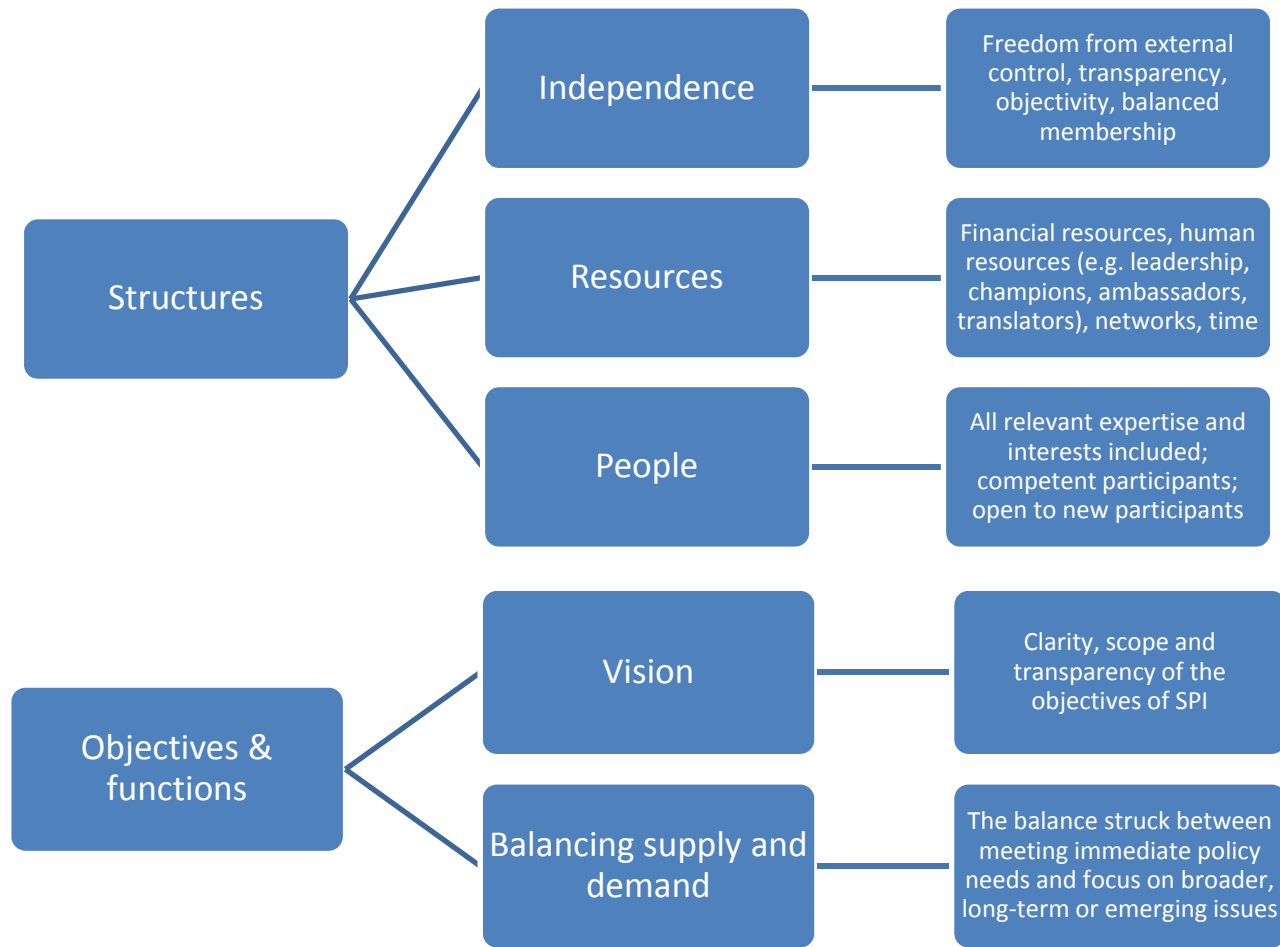 Structures
Independence
Freedom from external
control, transparency,
objectivity, balanced
membership
Resources
Financial resources, human
resources (e.g. leadership,
champions, ambassadors,
translators), networks, time
People
All relevant expertise and
interests included;
competent participants;
open to new participants
Objectives &
functions
Vision
Clarity, scope and
transparency of the
objectives of SPI
Balancing supply and
demand
The balance struck between
meeting immediate policy
needs and focus on broader,
long-term or emerging issues